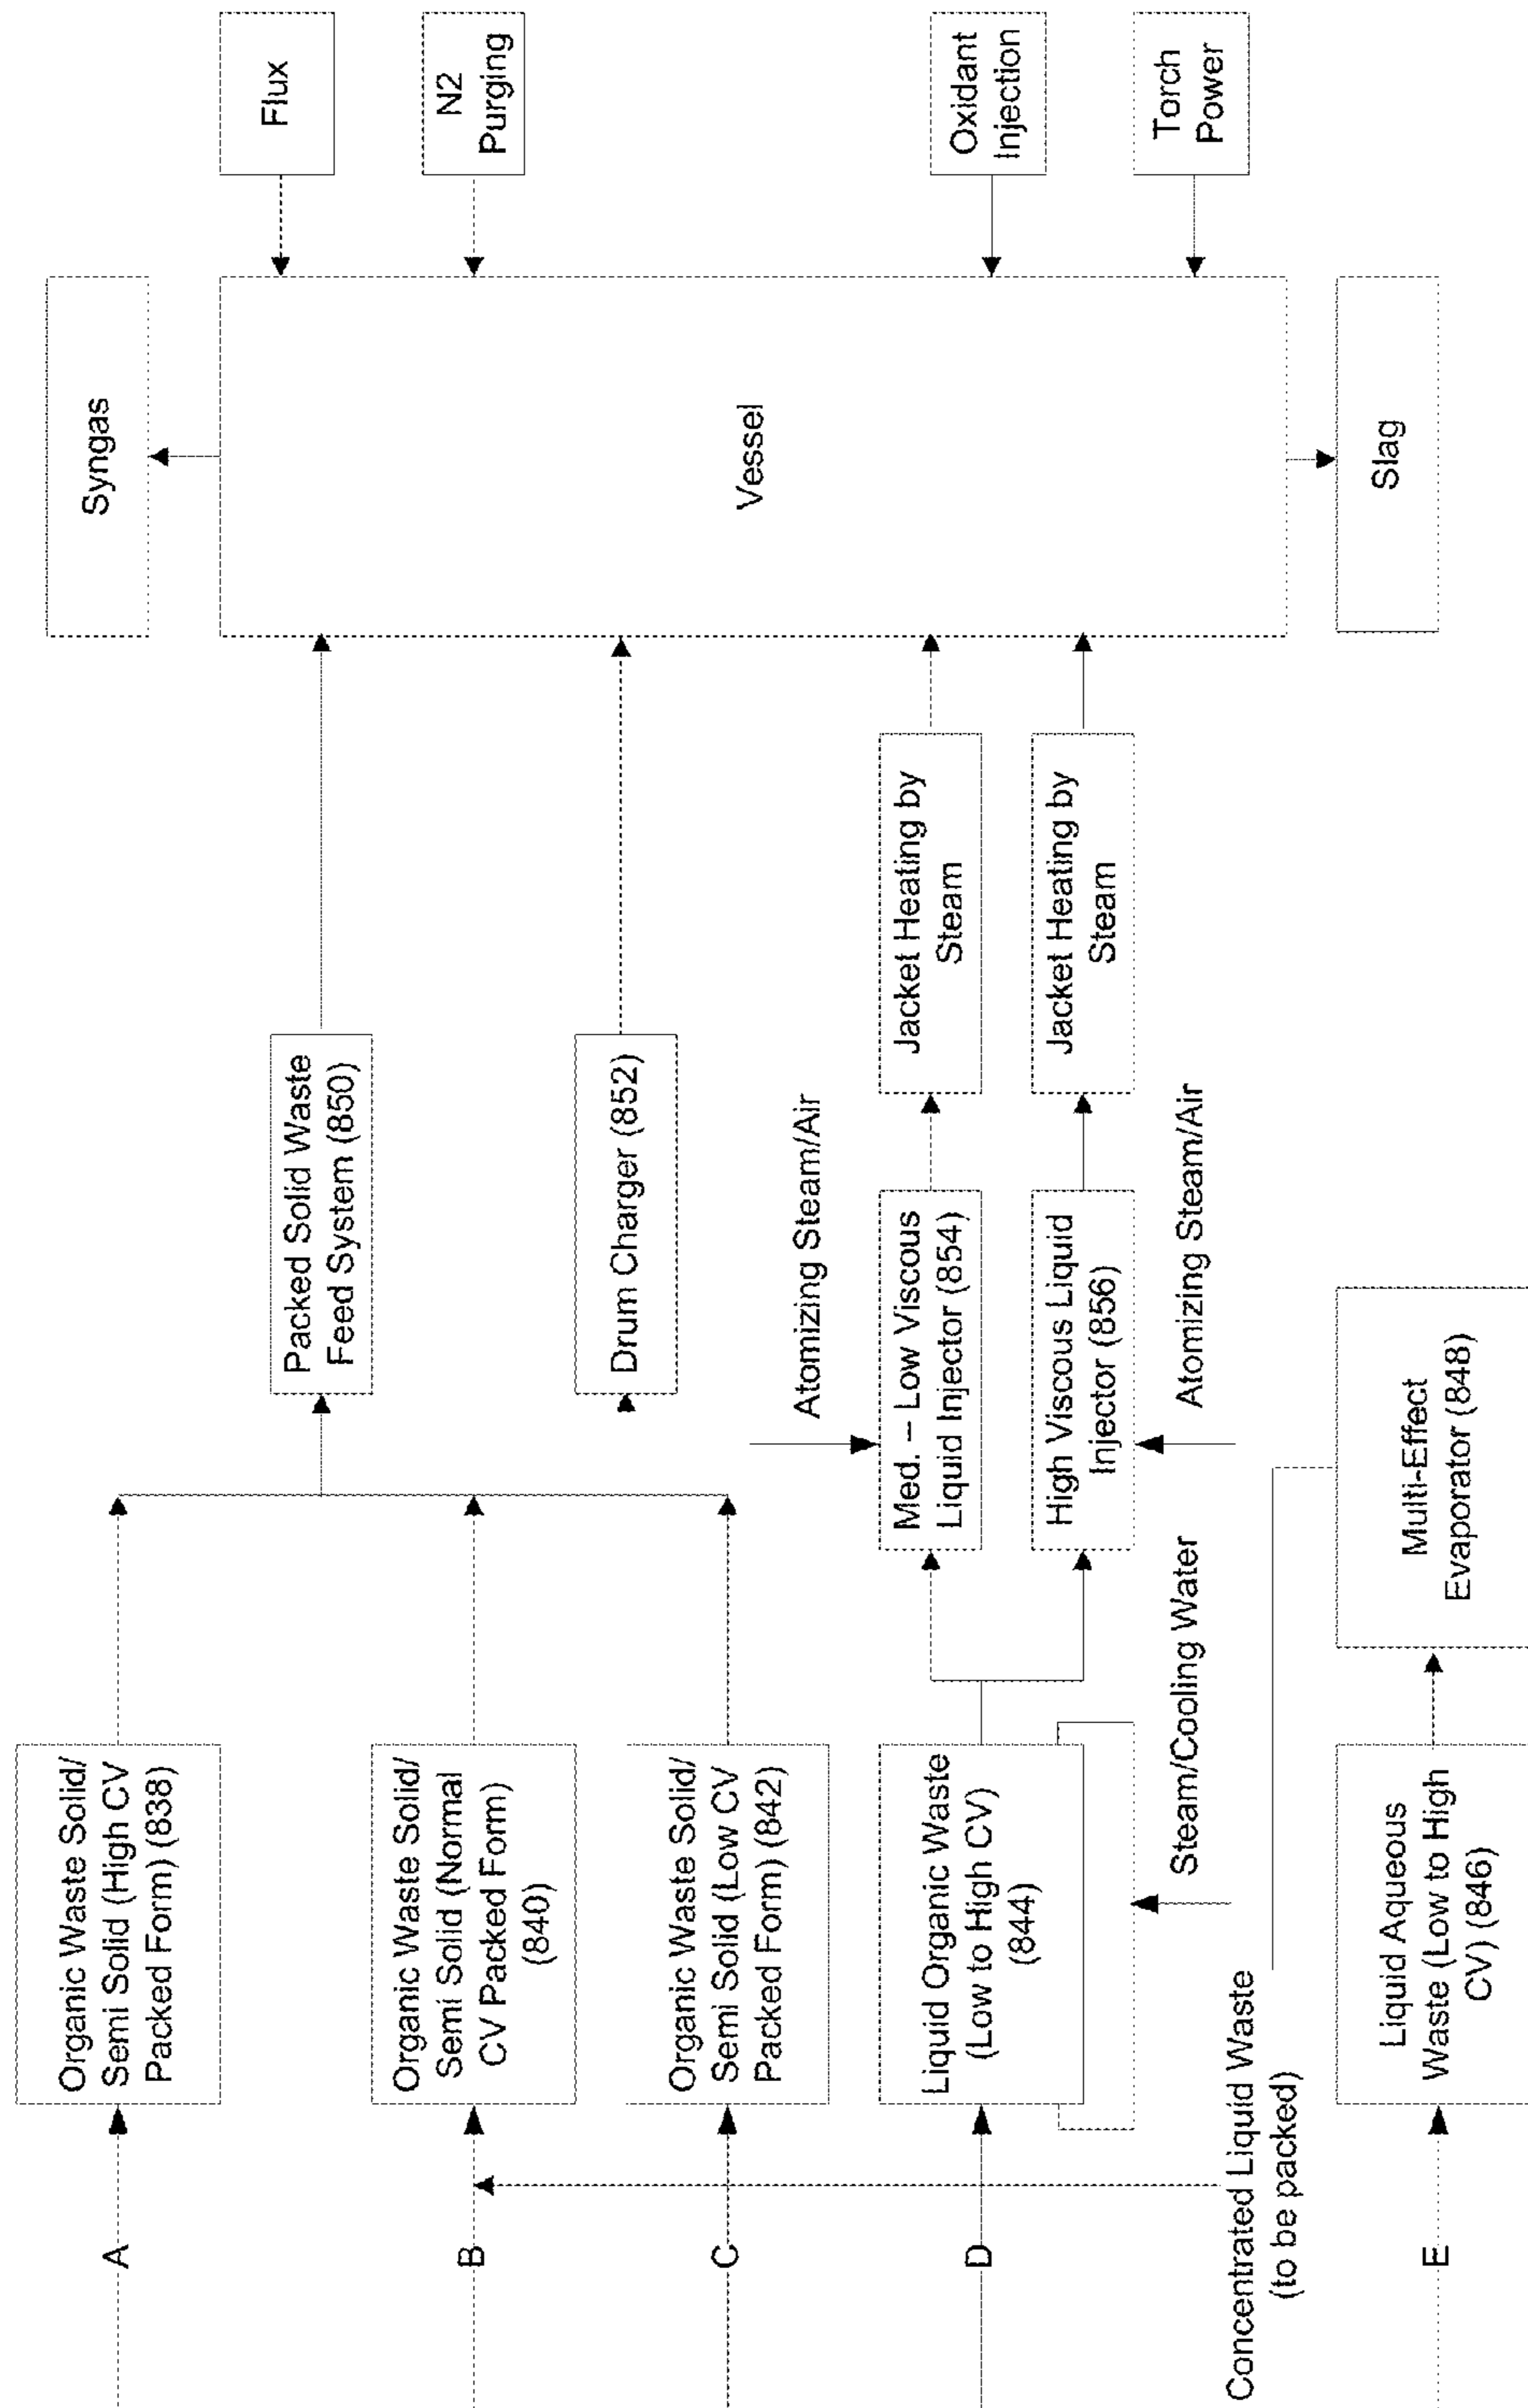 A
Organic Waste Solid/
Semi Solid (High CV
Packed Form) (838)
B
Organic Waste Solid/
Semi Solid (Normal
CV Packed Form)
(840)
C
Organic Waste Solid/
Semi Solid (Low CV
Packed Form) (842)
D
Liquid Organic Waste
(Low to High CV)
(844)
Steam/Cooling Water
Concentrated Liquid Waste
(to be packed)
E
Liquid Aqueous
Waste (Low to High
CV) (846)
Multi-Effect
Evaporator (848)
Packed Solid Waste
Feed System (850)
Drum Charger (852)
Atomizing Steam/Air
Med. – Low Viscous
Liquid Injector (854)
High Viscous Liquid
Injector (856)
Atomizing Steam/Air
Jacket Heating by
Steam
Jacket Heating by
Steam
Syngas
Vessel
Slag
Flux
N2
Purging
Oxidant
Injection
Torch
Power